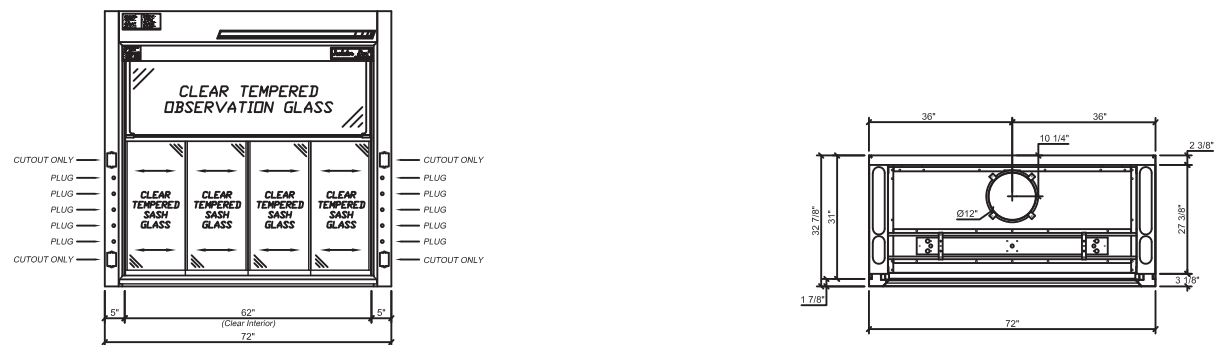 CLEAR TEMPERED
OBSERVATION GLASS
CUTOUT ONLY
PLUG
PLUG
PLUG
PLUG
PLUG
CUTOUT ONLY
CLEAR
TEMPERED
SASH
GLASS
CLEAR
TEMPERED
SASH
GLASS
CLEAR
TEMPERED
SASH
GLASS
CLEAR
TEMPERED
SASH
GLASS
CUTOUT ONLY
PLUG
PLUG
PLUG
PLUG
PLUG
CUTOUT ONLY
5"
62"
5"
(Clear Interior)
72"
36"
36"
10 1/4"
2 3/8"
Ø12"
32 7/8"
31"
27 3/8"
3 1/8"
1 7/8"
72"